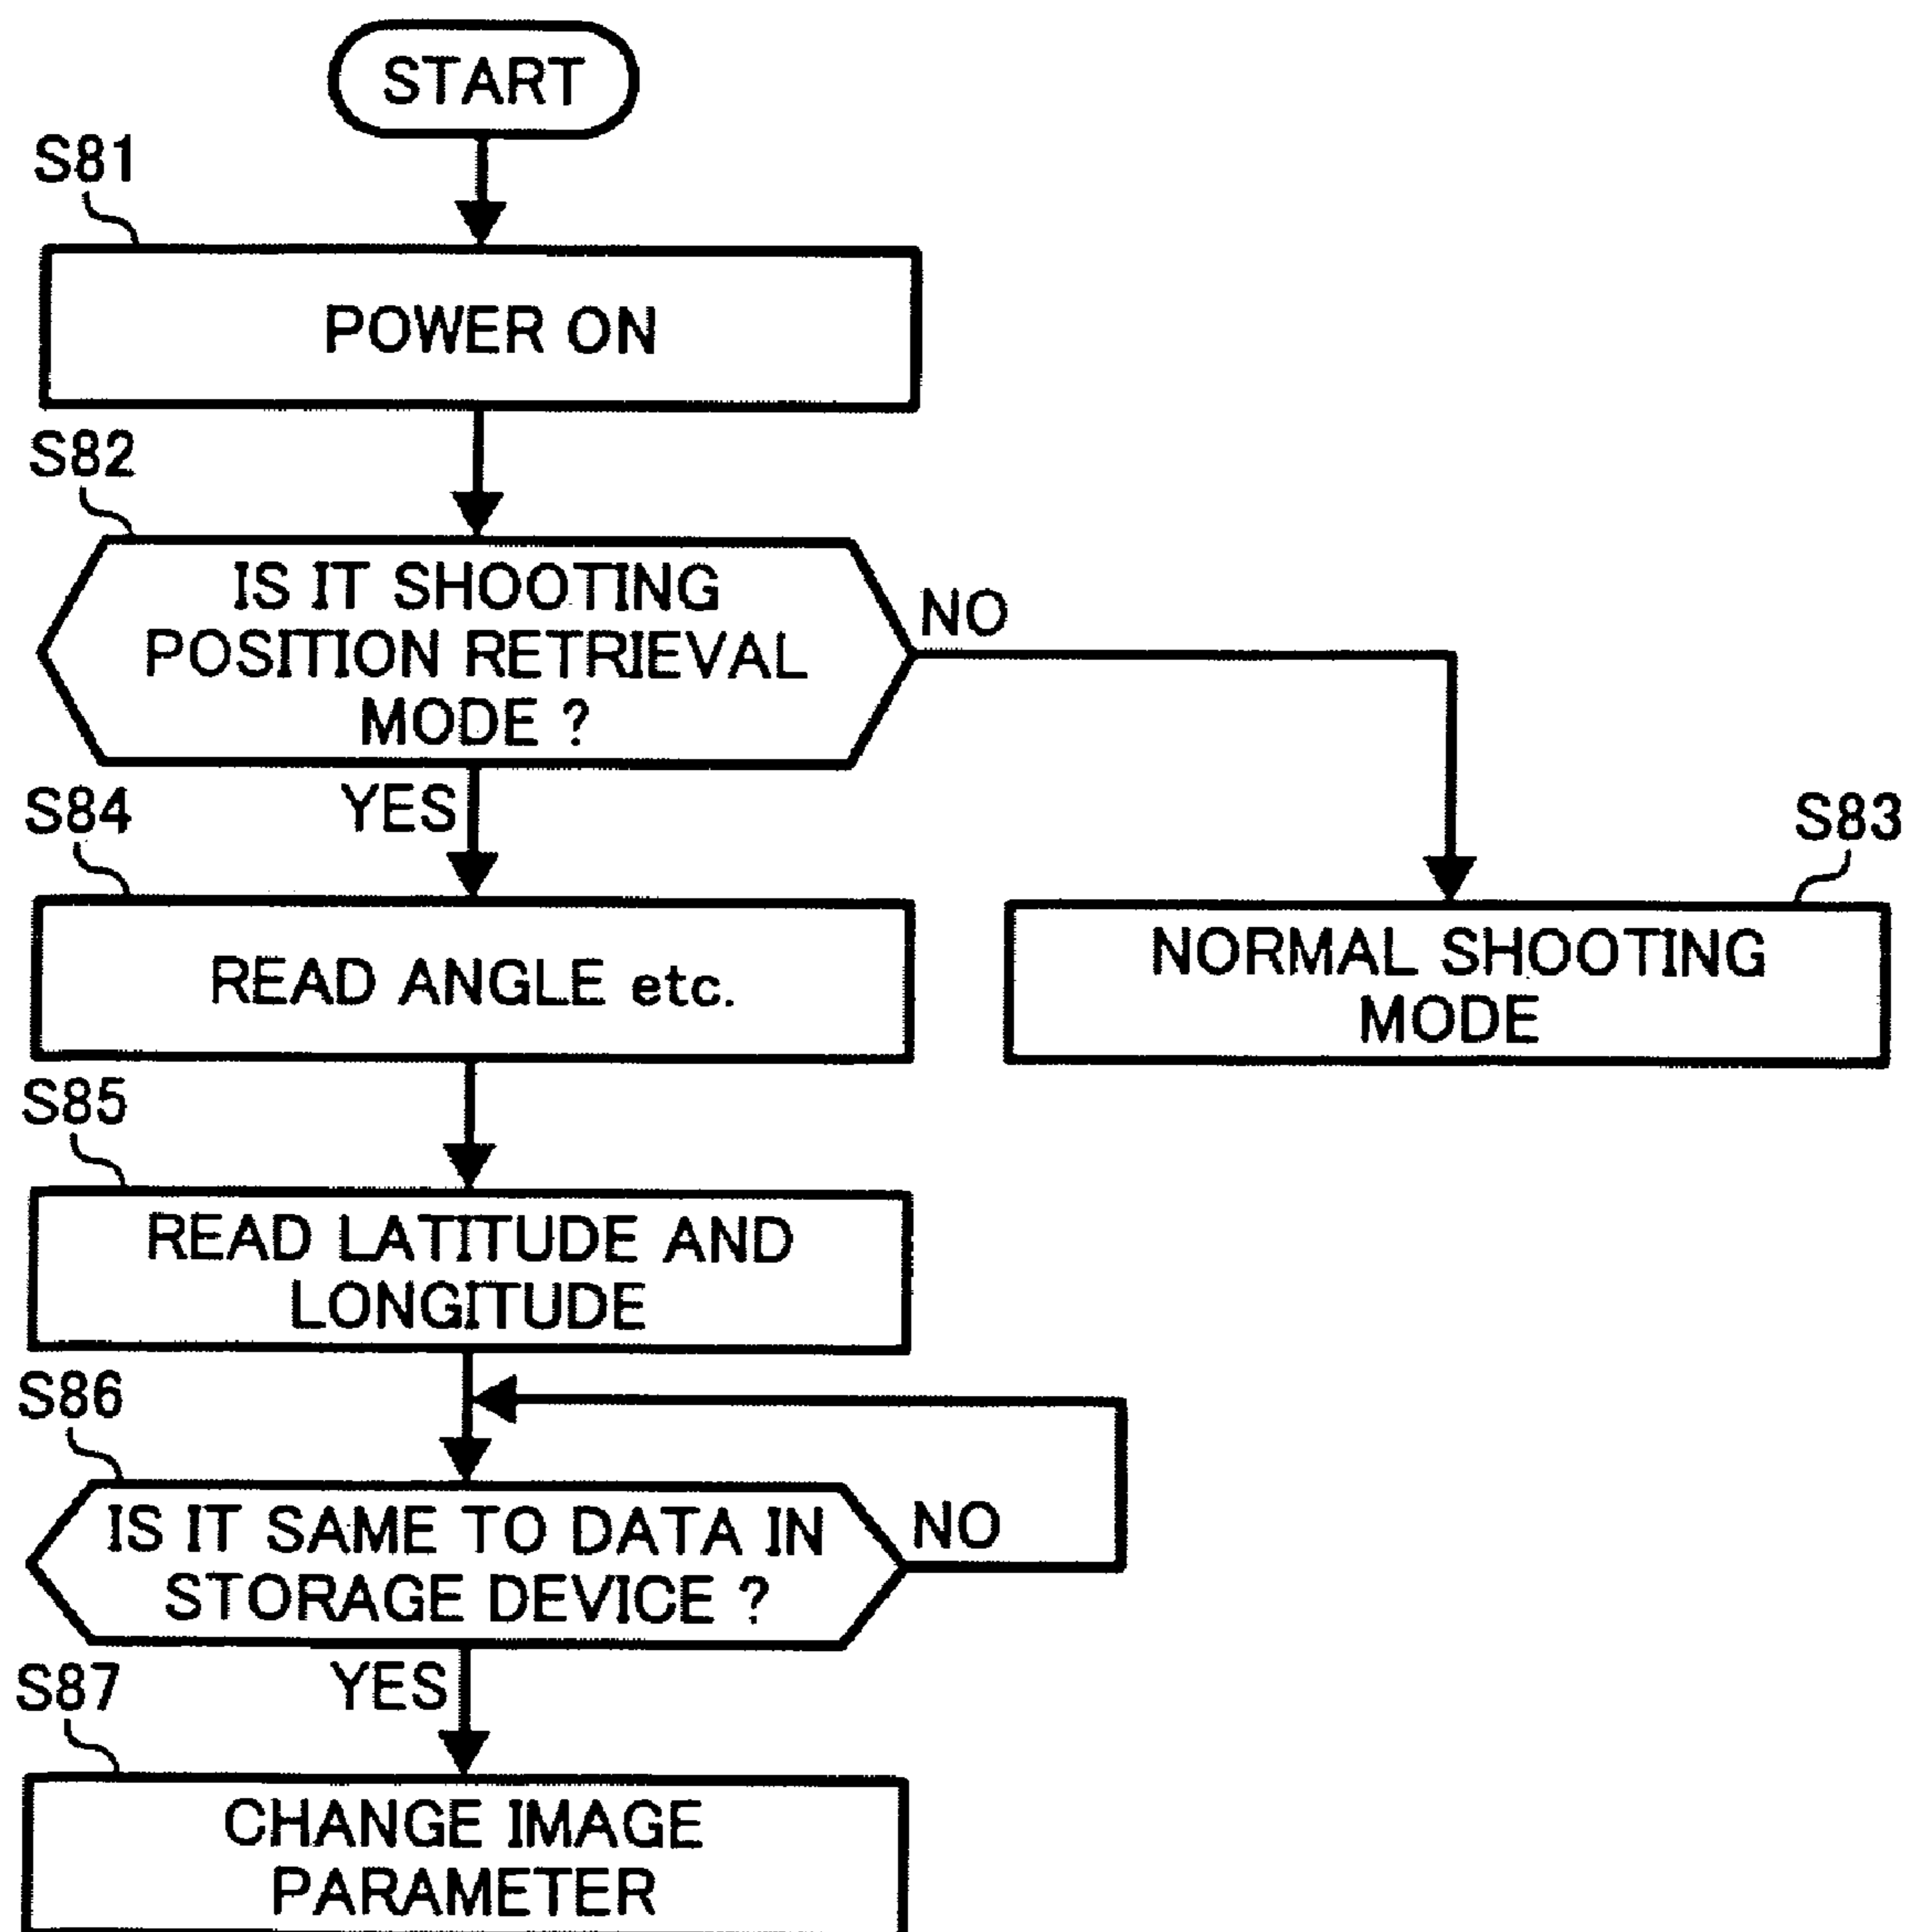 START
S81
POWER ON
S82
IS IT SHOOTING
POSITION RETRIEVAL
MODE ?
NO
YES
S84
S83
READ ANGLE etc.
NORMAL SHOOTING
MODE
S85
READ LATITUDE AND
LONGITUDE
S86
IS IT SAME TO DATA IN
STORAGE DEVICE ?
NO
YES
S87
CHANGE IMAGE
PARAMETER